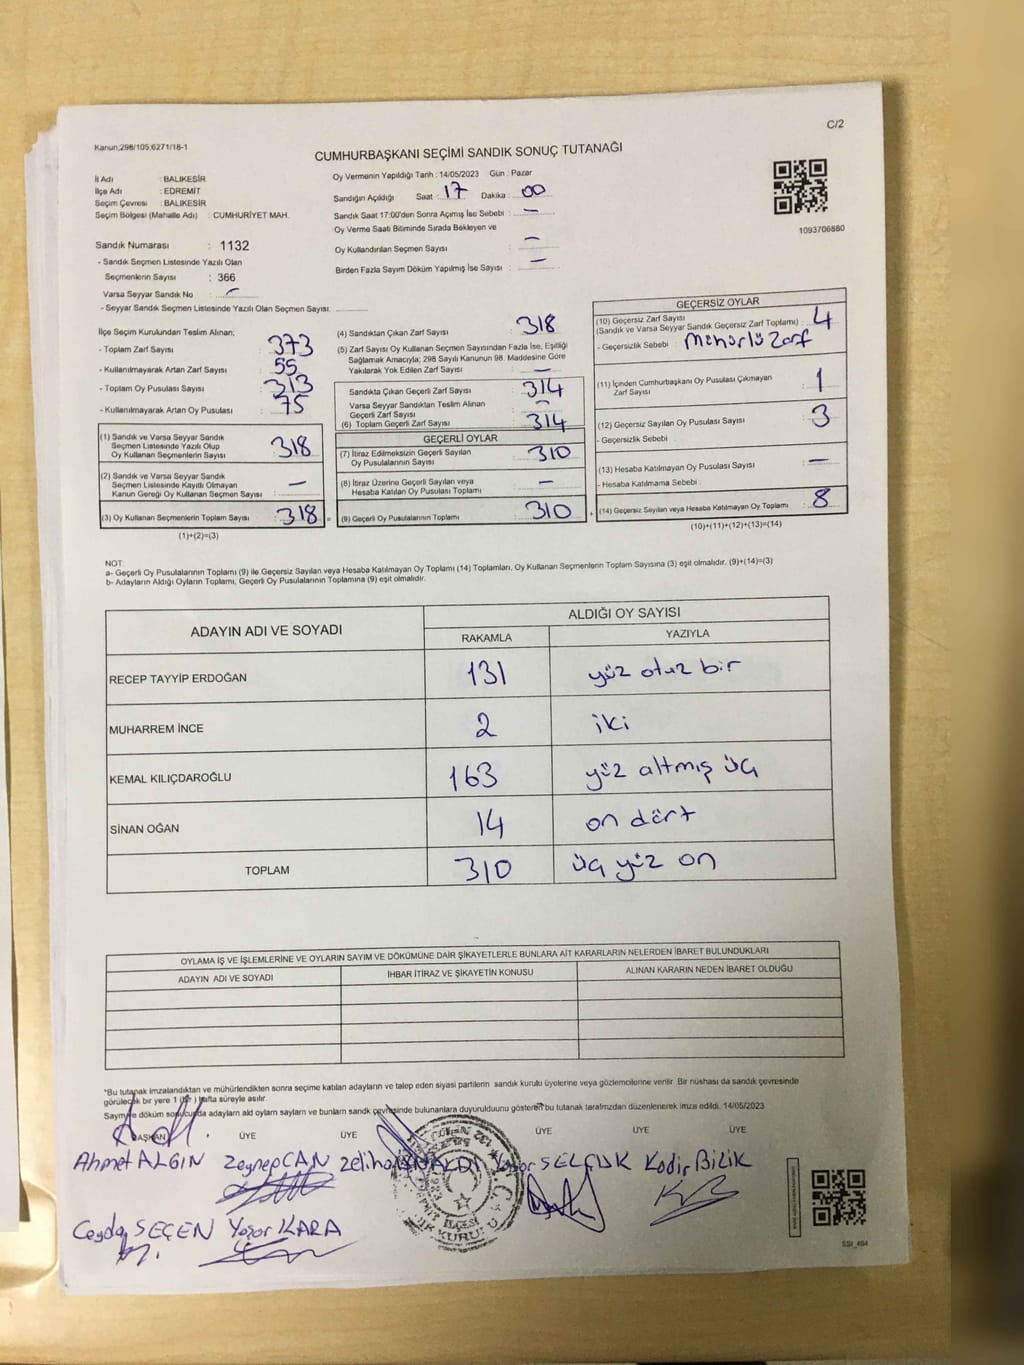 C/2
Kanun;298/105;6271/18-1
CUMHURBAŞKANI SEÇİMİ SANDIK SONUÇ TUTANAĞI
İl Adı : BALIKESİR
İlçe Adı : EDREMİT
Seçim Çevresi : BALIKESİR
Seçim Bölgesi (Mahalle Adı) : CUMHURİYET MAH.
Sandık Numarası : 1132
- Sandık Seçmen Listesinde Yazılı Olan
Seçmenlerin Sayısı : 366
Varsa Seyyar Sandık No : -
- Seyyar Sandık Seçmen Listesinde Yazılı Olan Seçmen Sayısı:
Oy Vermenin Yapıldığı Tarih : 14/05/2023 Gün : Pazar
Sandığın Açıldığı Saat : 17 Dakika : 00
Sandık Saat 17:00'den Sonra Açımış İse Sebebi : -
Oy Verme Saati Bitiminde Sırada Bekleyen ve
Oy Kullandırılan Seçmen Sayısı : -
Birden Fazla Sayım Döküm Yapılmış İse Sayısı : -
1093706880
İlçe Seçim Kurulundan Teslim Alınan;
- Toplam Zarf Sayısı : 373
- Kullanılmayarak Artan Zarf Sayısı : 55
- Toplam Oy Pusulası Sayısı : 313
- Kullanılmayarak Artan Oy Pusulası : 75
(1) Sandık ve Varsa Seyyar Sandık
Seçmen Listesinde Yazılı Olup
Oy Kullanan Seçmenlerin Sayısı : 318
(2) Sandık ve Varsa Seyyar Sandık
Seçmen Listesinde Kayıtlı Olmayan
Kanun Gereği Oy Kullanan Seçmen Sayısı : -
(3) Oy Kullanan Seçmenlerin Toplam Sayısı : 318
(1)+(2)=(3)
(4) Sandıktan Çıkan Zarf Sayısı : 318
(5) Zarf Sayısı Oy Kullanan Seçmen Sayısından Fazla İse, Eşitliği
Sağlamak Amacıyla; 298 Sayılı Kanunun 98. Maddesine Göre
Yakılarak Yok Edilen Zarf Sayısı : -
Sandıkta Çıkan Geçerli Zarf Sayısı : 314
Varsa Seyyar Sandıktan Teslim Alınan
Geçerli Zarf Sayısı : -
(6) Toplam Geçerli Zarf Sayısı : 314
GEÇERLİ OYLAR
(7) İtiraz Edilmeksizin Geçerli Sayılan
Oy Pusulalarının Sayısı : 310
(8) İtiraz Üzerine Geçerli Sayılan veya
Hesaba Katılan Oy Pusulası Toplamı : -
(9) Geçerli Oy Pusulalarının Toplamı : 310
GEÇERSİZ OYLAR
(10) Geçersiz Zarf Sayısı
(Sandık ve Varsa Seyyar Sandık Geçersiz Zarf Toplamı) : 4
- Geçersizlik Sebebi : Mühürlü Zarf
(11) İçinden Cumhurbaşkanı Oy Pusulası Çıkmayan
Zarf Sayısı : 1
(12) Geçersiz Sayılan Oy Pusulası Sayısı : 3
- Geçersizlik Sebebi :
(13) Hesaba Katılmayan Oy Pusulası Sayısı : -
- Hesaba Katılmama Sebebi :
(14) Geçersiz Sayılan veya Hesaba Katılmayan Oy Toplamı : 8
(10)+(11)+(12)+(13)=(14)
NOT:
a- Geçerli Oy Pusulalarının Toplamı (9) ile Geçersiz Sayılan veya Hesaba Katılmayan Oy Toplamı (14) Toplamları, Oy Kullanan Seçmenlerin Toplam Sayısına (3) eşit olmalıdır. (9)+(14)=(3)
b- Adayların Aldığı Oyların Toplamı, Geçerli Oy Pusulalarının Toplamına (9) eşit olmalıdır.
ADAYIN ADI VE SOYADI ALDIĞI OY SAYISI
RAKAMLA YAZIYLA
RECEP TAYYİP ERDOĞAN 131 yüz otuz bir
MUHARREM İNCE 2 iki
KEMAL KILIÇDAROĞLU 163 yüz altmış üç
SİNAN OĞAN 14 on dört
TOPLAM 310 üç yüz on
OYLAMA İŞ VE İŞLEMLERİNE VE OYLARIN SAYIM VE DÖKÜMÜNE DAİR ŞİKAYETLERLE BUNLARA AİT KARARLARIN NELERDEN İBARET BULUNDUKLARI
ADAYIN ADI VE SOYADI İHBAR İTİRAZ VE ŞİKAYETİN KONUSU ALINAN KARARIN NEDEN İBARET OLDUĞU
*Bu tutanak imzalandıktan ve mühürlendikten sonra seçime katılan adayların ve talep eden siyasi partilerin sandık kurulu üyelerine veya gözlemcilerine verilir. Bir nüshası da sandık çevresinde
görülecek bir yere 1 (bir) hafta süreyle asılır.
Sayım ve döküm sonucunda adayların aldı oyların sayların ve bunların sandk çevresinde bulunanlara duyurulduunu gösteren bu tutanak tarafımzdan düzenlenerek imza edildi. 14/05/2023
BAŞKAN ÜYE ÜYE ÜYE ÜYE ÜYE
Ahmet ALGIN Zeynep CAN Zeliha Yaşar SELÇUK Kadir BİLİK
Ceyda SEÇEN Yaşar KARA
İLÇESİ
SSI_494